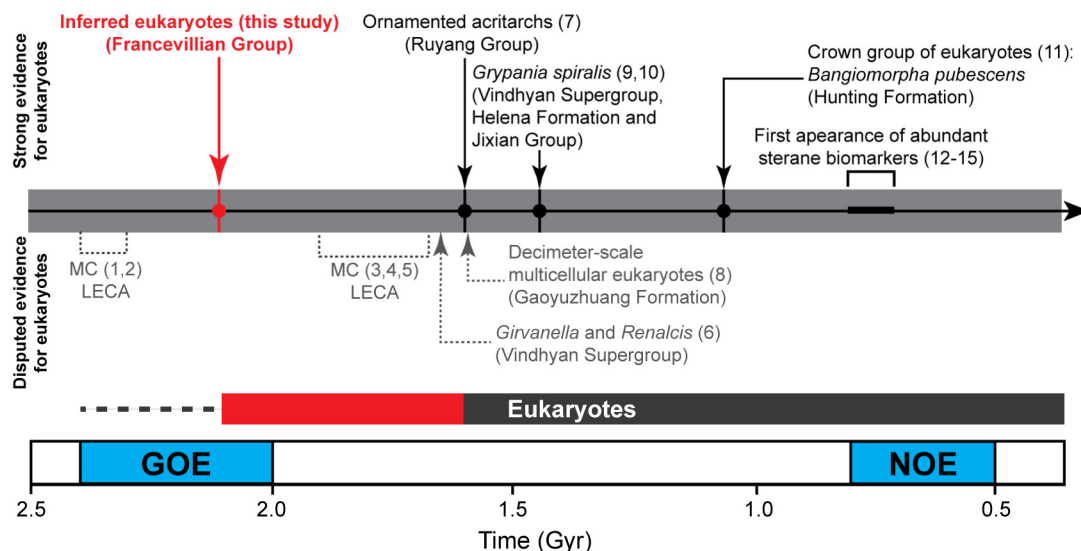 Strong evidence
for eukaryotes
Inferred eukaryotes (this study)
(Francevillian Group)
Ornamented acritarchs (7)
(Ruyang Group)
Grypania spiralis (9,10)
(Vindhyan Supergroup,
Helena Formation and
Jixian Group)
Crown group of eukaryotes (11):
Bangiomorpha pubescens
(Hunting Formation)
First apearance of abundant
sterane biomarkers (12-15)
Disputed evidence
for eukaryotes
MC (1,2)
LECA
MC (3,4,5)
LECA
Decimeter-scale
multicellular eukaryotes (8)
(Gaoyuzhuang Formation)
Girvanella and Renalcis (6)
(Vindhyan Supergroup)
Eukaryotes
GOE
NOE
2.5
2.0
1.5
1.0
0.5
Time (Gyr)